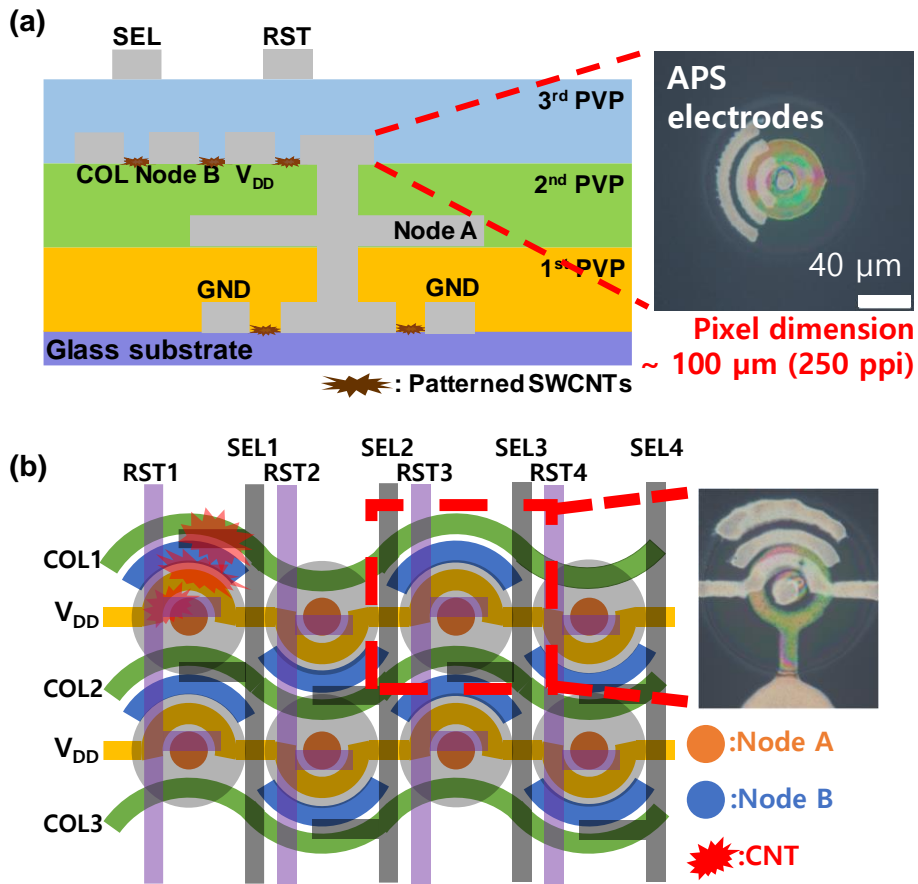 (a)
SEL
RST
3rd PVP
COL Node B VDD
2nd PVP
Node A
1st PVP
GND
GND
Glass substrate
: Patterned SWCNTs
APS
electrodes
40 μm
Pixel dimension
~ 100 μm (250 ppi)
(b)
SEL1
SEL2
SEL3
SEL4
RST1
RST2
RST3
RST4
COL1
VDD
COL2
VDD
COL3
:Node A
:Node B
:CNT